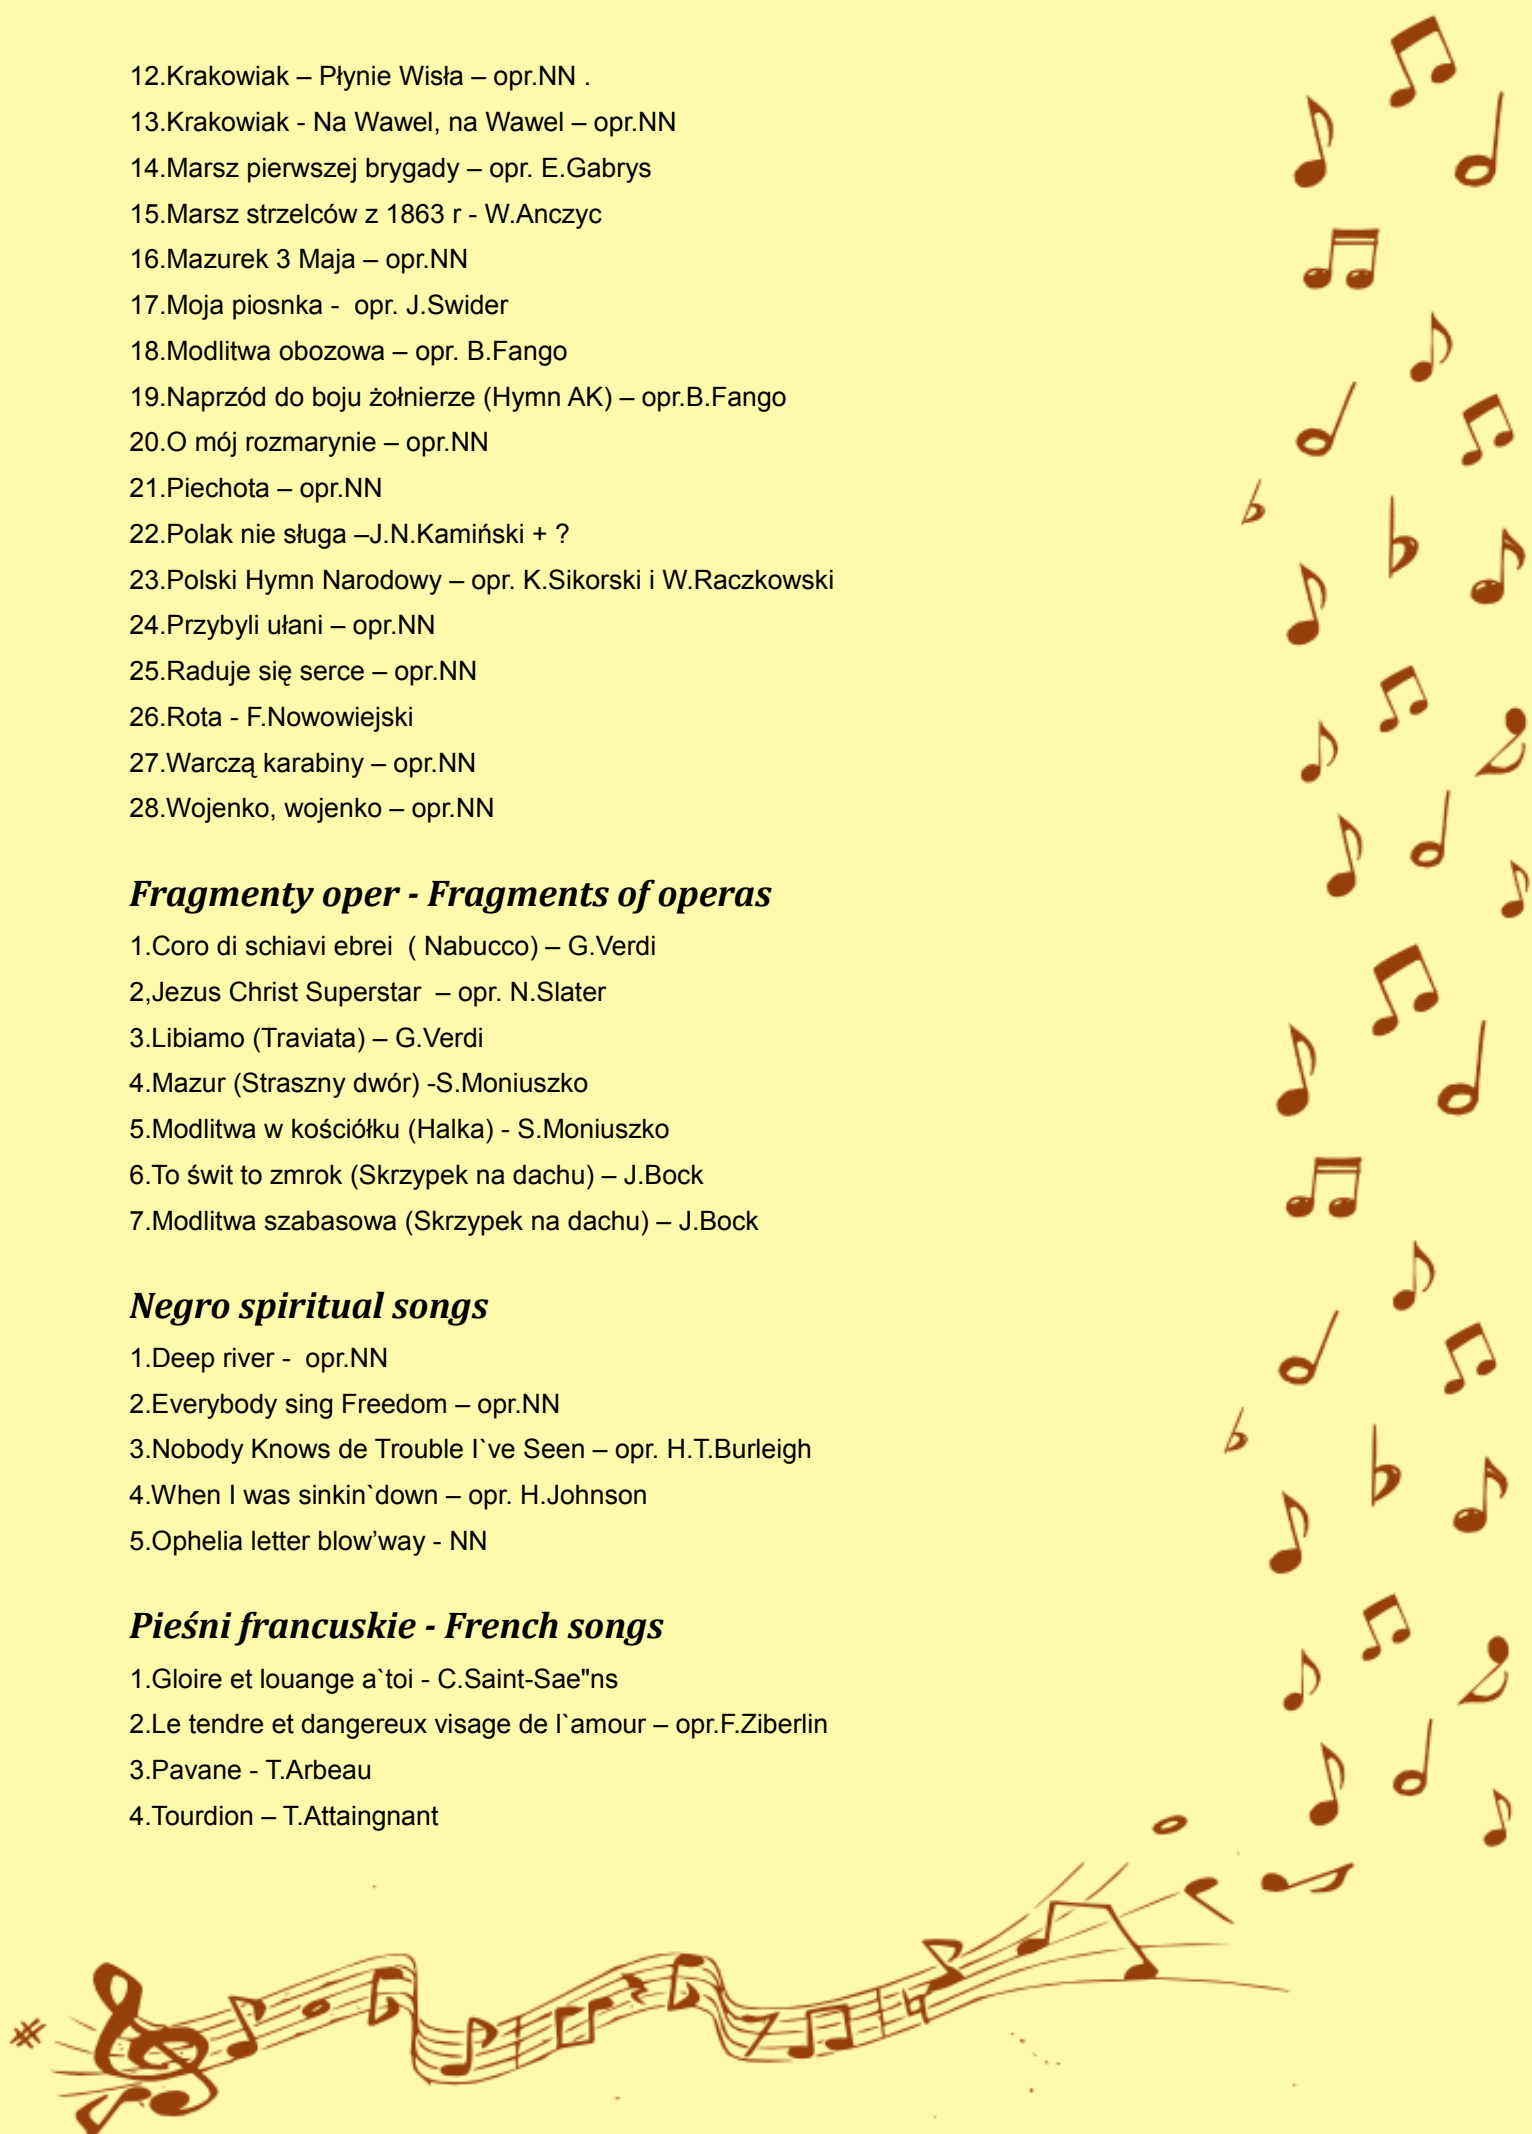 12.Krakowiak – Płynie Wisła – opr.NN .
13.Krakowiak - Na Wawel, na Wawel – opr.NN
14.Marsz pierwszej brygady – opr. E.Gabrys
15.Marsz strzelców z 1863 r - W.Anczyc
16.Mazurek 3 Maja – opr.NN
17.Moja piosnka -  opr. J.Swider
18.Modlitwa obozowa – opr. B.Fango
19.Naprzód do boju żołnierze (Hymn AK) – opr.B.Fango
20.O mój rozmarynie – opr.NN
21.Piechota – opr.NN
22.Polak nie sługa –J.N.Kamiński + ?
23.Polski Hymn Narodowy – opr. K.Sikorski i W.Raczkowski
24.Przybyli ułani – opr.NN
25.Raduje się serce – opr.NN
26.Rota - F.Nowowiejski
27.Warczą karabiny – opr.NN
28.Wojenko, wojenko – opr.NN
Fragmenty oper - Fragments of operas
1.Coro di schiavi ebrei  ( Nabucco) – G.Verdi
2,Jezus Christ Superstar  – opr. N.Slater
3.Libiamo (Traviata) – G.Verdi
4.Mazur (Straszny dwór) -S.Moniuszko
5.Modlitwa w kościółku (Halka) - S.Moniuszko
6.To świt to zmrok (Skrzypek na dachu) – J.Bock
7.Modlitwa szabasowa (Skrzypek na dachu) – J.Bock
Negro spiritual songs
1.Deep river -  opr.NN
2.Everybody sing Freedom – opr.NN
3.Nobody Knows de Trouble I`ve Seen – opr. H.T.Burleigh
4.When I was sinkin`down – opr. H.Johnson
5.Ophelia letter blow’way - NN
Pieśni francuskie - French songs
1.Gloire et louange a`toi - C.Saint-Sae"ns
2.Le tendre et dangereux visage de l`amour – opr.F.Ziberlin
3.Pavane - T.Arbeau
4.Tourdion – T.Attaingnant